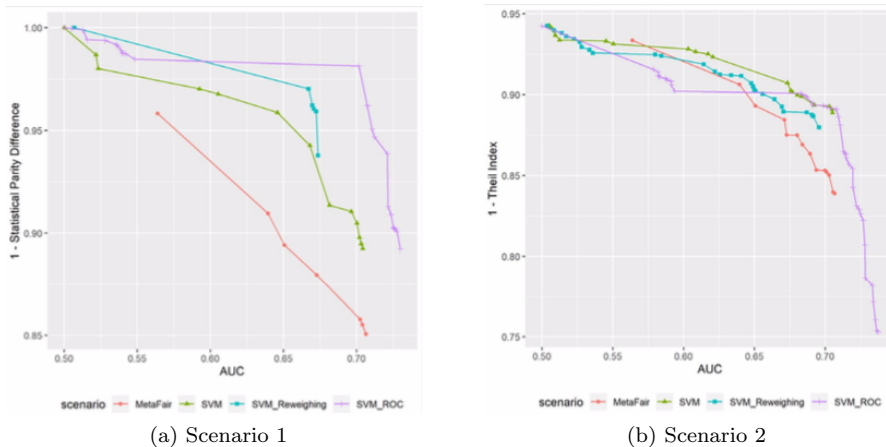 1.00
0.95
0.90
0.85
1 - Statistical Parity Difference
0.50 0.55 0.60 0.65 0.70
AUC
scenario MetaFair SVM SVM_Reweighing SVM_ROC
(a) Scenario 1
0.95
0.90
0.85
0.80
0.75
1 - Theil Index
0.50 0.55 0.60 0.65 0.70
AUC
scenario MetaFair SVM SVM_Reweighing SVM_ROC
(b) Scenario 2